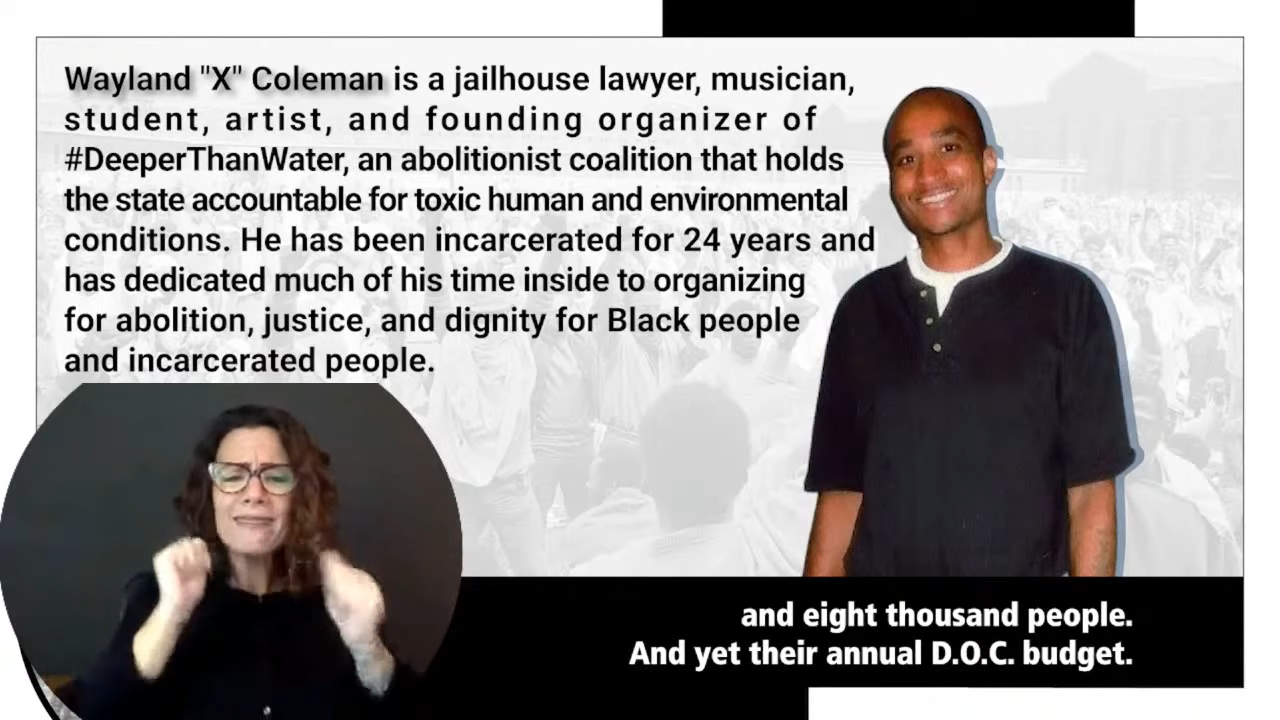 Wayland "X" Coleman is a jailhouse lawyer, musician,
student, artist, and founding organizer of
#DeeperThanWater, an abolitionist coalition that holds
the state accountable for toxic human and environmental
conditions. He has been incarcerated for 24 years and
has dedicated much of his time inside to organizing
for abolition, justice, and dignity for Black people
and incarcerated people.
and eight thousand people.
And yet their annual D.O.C. budget.